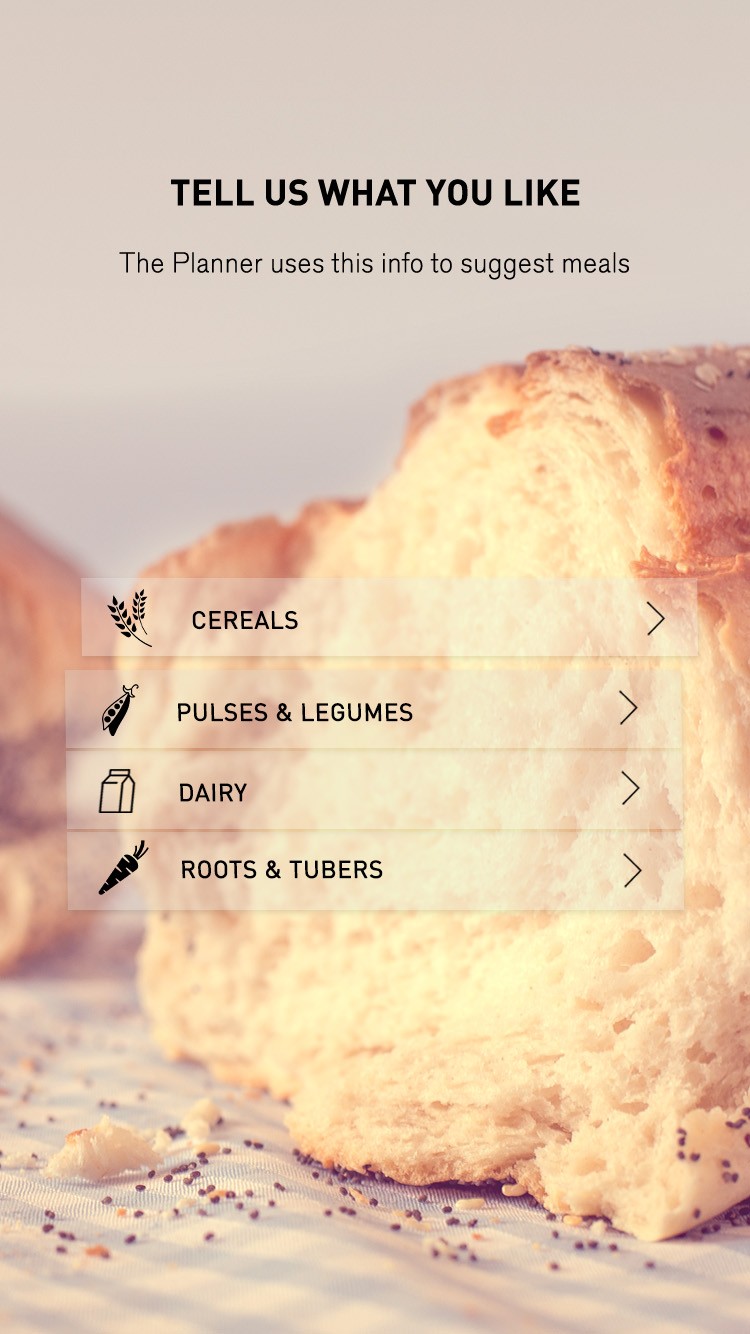 TELL US WHAT YOU LIKE
The Planner uses this info to suggest meals
CEREALS
PULSES & LEGUMES
DAIRY
ROOTS & TUBERS